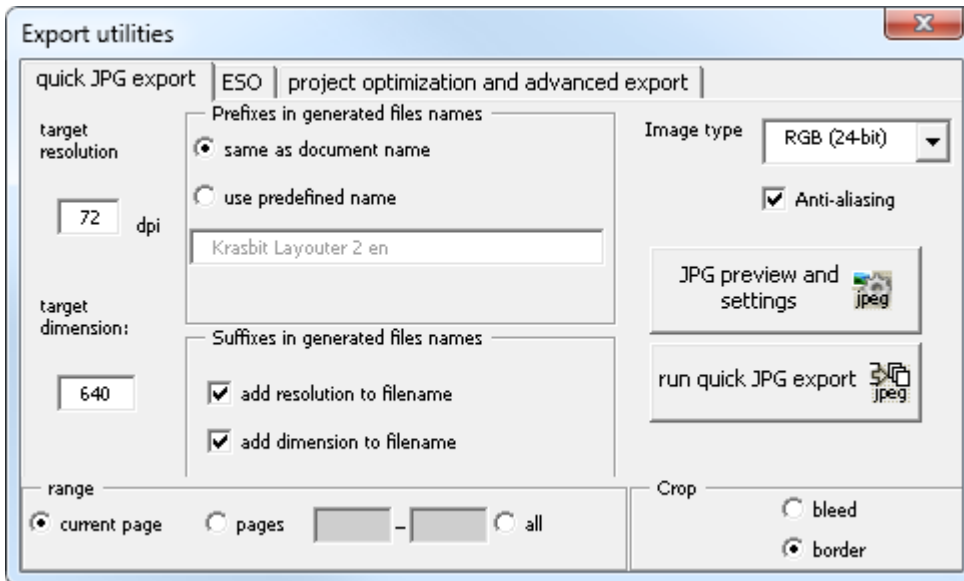 Export utilities
quick JPG export
ESO
project optimization and advanced export
target
resolution
72
dpi
target
dimension:
640
Prefixes in generated files names
same as document name
use predefined name
Krasbit Layouter 2 en
Suffixes in generated files names
add resolution to filename
add dimension to filename
Image type
RGB (24-bit)
Anti-aliasing
JPG preview and
settings
jpeg
run quick JPG export
jpeg
range
current page
pages
–
all
Crop
bleed
border